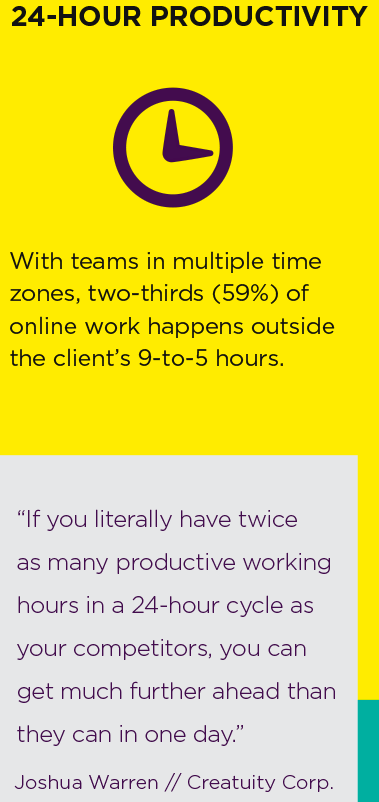 24-HOUR PRODUCTIVITY
With teams in multiple time
zones, two-thirds (59%) of
online work happens outside
the client’s 9-to-5 hours.
“If you literally have twice
as many productive working
hours in a 24-hour cycle as
your competitors, you can
get much further ahead than
they can in one day.”
Joshua Warren // Creatuity Corp.